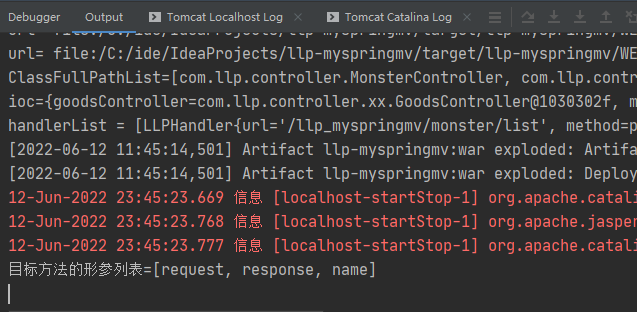 Debugger Output Tomcat Localhost Log Tomcat Catalina Log
url= file:/C:/ide/IdeaProjects/llp-myspringmv/target/llp-myspringmv/WE
ClassFullPathList=[com.llp.controller.MonsterController, com.llp.contr
ioc={goodsController=com.llp.controller.xx.GoodsController@1030302f, m
handlerList = [LLPHandler{url='/llp_myspringmv/monster/list', method=p
[2022-06-12 11:45:14,501] Artifact llp-myspringmv:war exploded: Artifa
[2022-06-12 11:45:14,501] Artifact llp-myspringmv:war exploded: Deploy
12-Jun-2022 23:45:23.669 信息 [localhost-startStop-1] org.apache.catali
12-Jun-2022 23:45:23.768 信息 [localhost-startStop-1] org.apache.jasper
12-Jun-2022 23:45:23.777 信息 [localhost-startStop-1] org.apache.catali
目标方法的形参列表=[request, response, name]